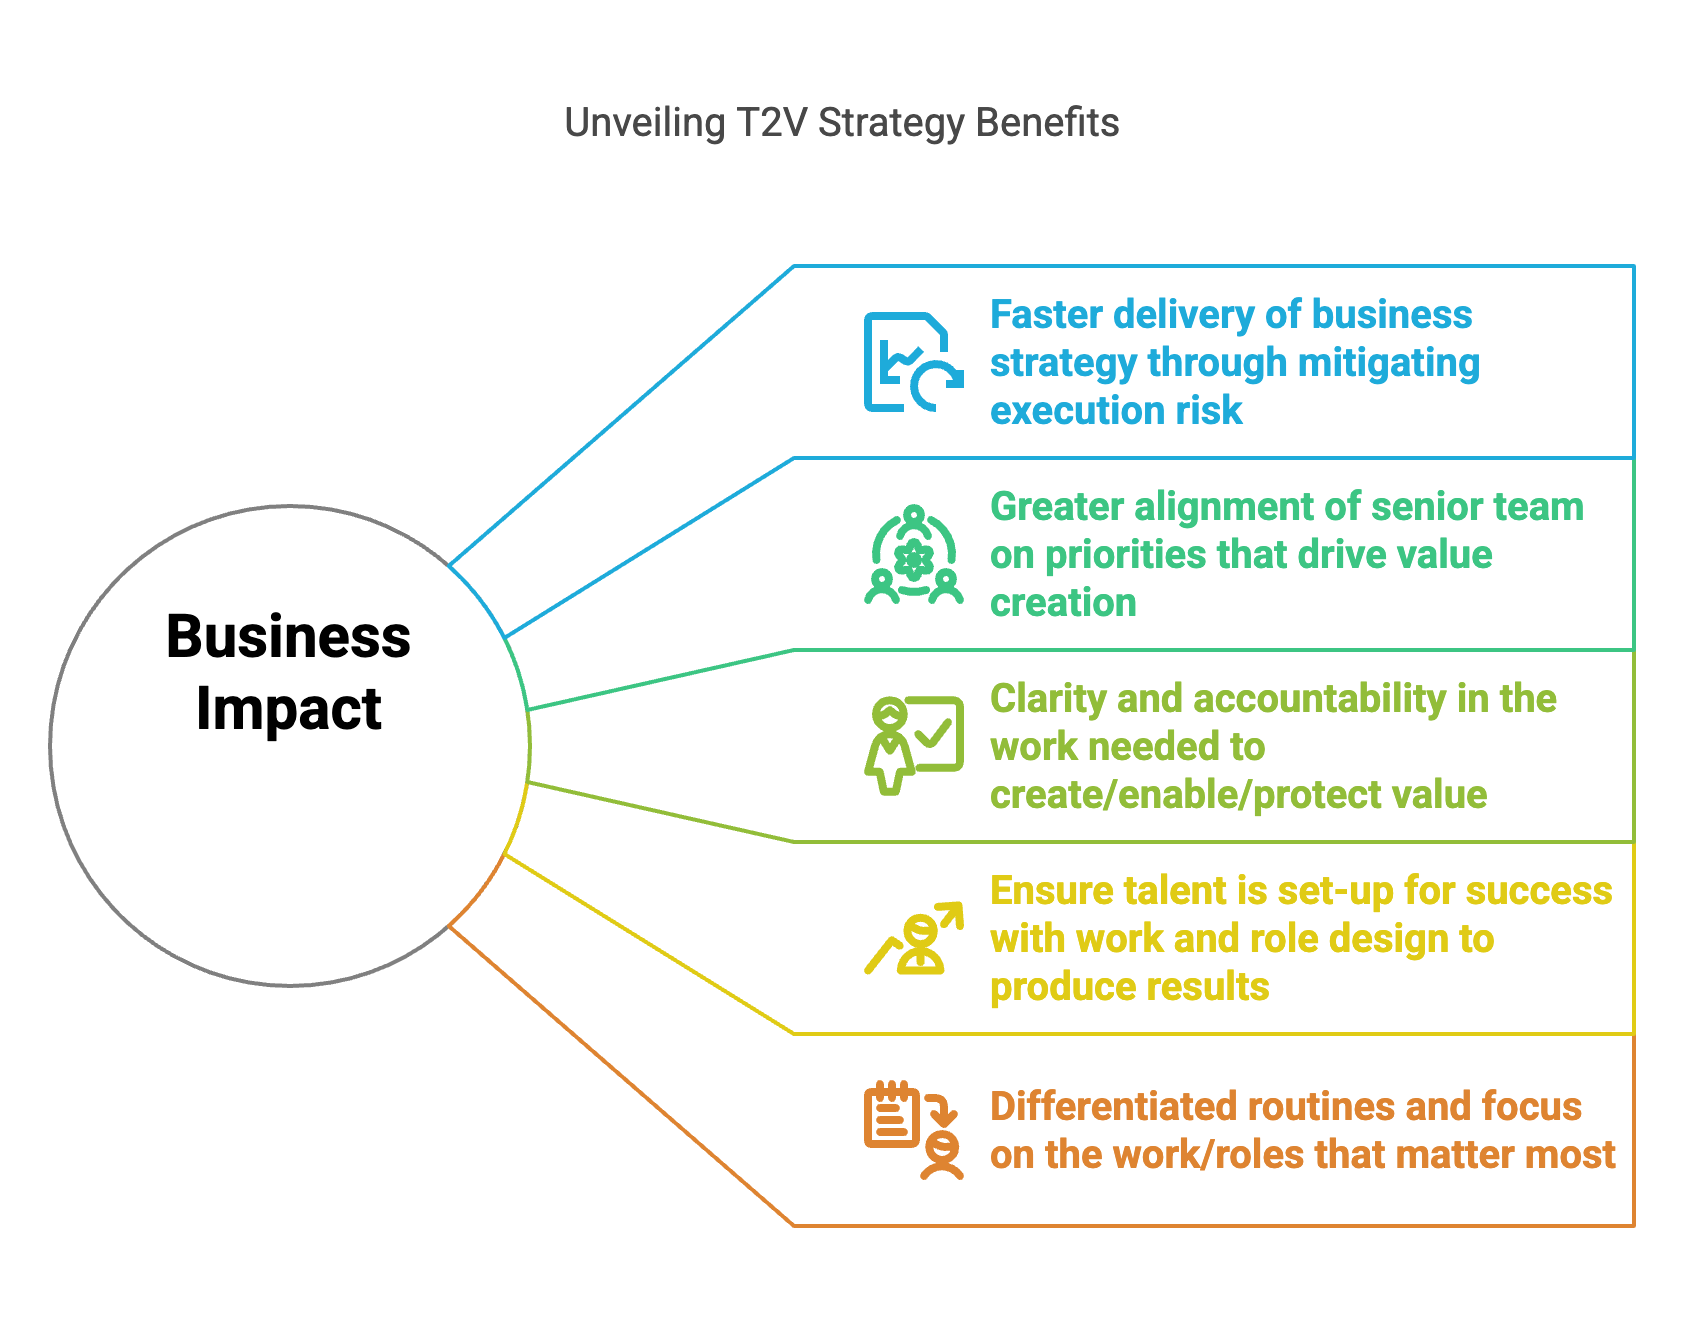 Unveiling T2V Strategy Benefits
Business
Impact
Faster delivery of business
strategy through mitigating
execution risk
Greater alignment of senior team
on priorities that drive value
creation
Clarity and accountability in the
work needed to
create/enable/protect value
Ensure talent is set-up for success
with work and role design to
produce results
Differentiated routines and focus
on the work/roles that matter most